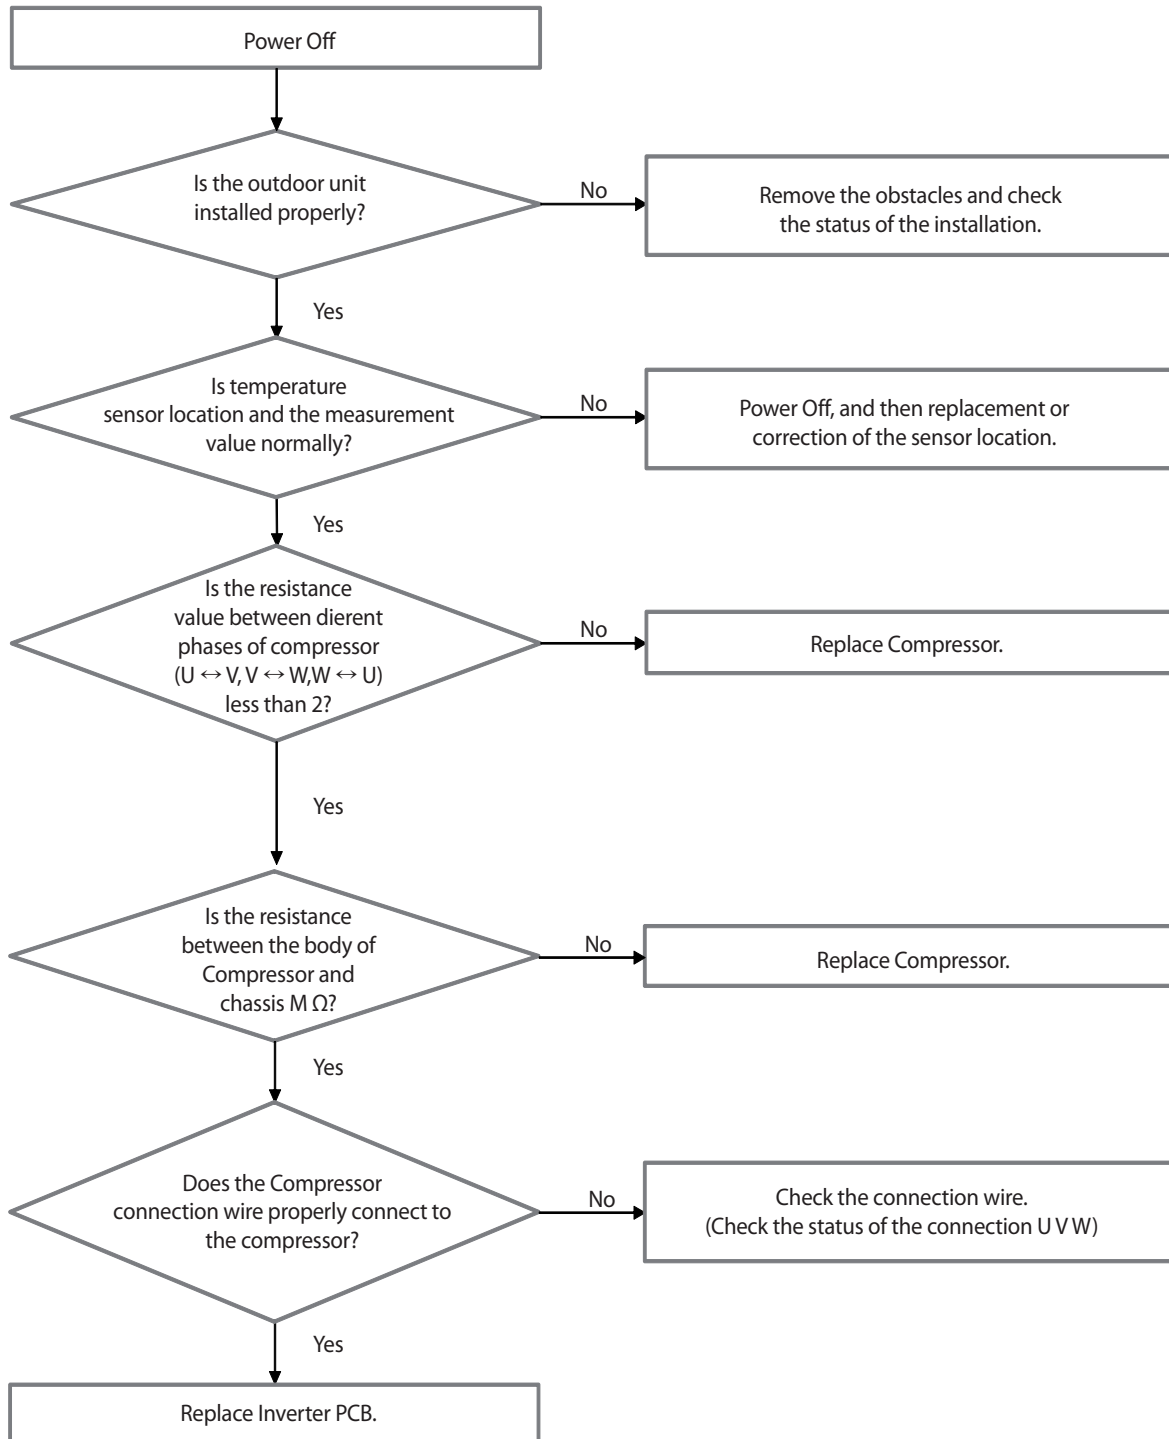 Power Off
Is the outdoor unit
installed properly?
No
Remove the obstacles and check
the status of the installation.
Yes
Is temperature
sensor location and the measurement
value normally?
No
Power Off, and then replacement or
correction of the sensor location.
Yes
Is the resistance
value between dierent
phases of compressor
(U ↔ V, V ↔ W,W ↔ U)
less than 2?
No
Replace Compressor.
Yes
Is the resistance
between the body of
Compressor and
chassis M Ω?
No
Replace Compressor.
Yes
Does the Compressor
connection wire properly connect to
the compressor?
No
Check the connection wire.
(Check the status of the connection U V W)
Yes
Replace Inverter PCB.